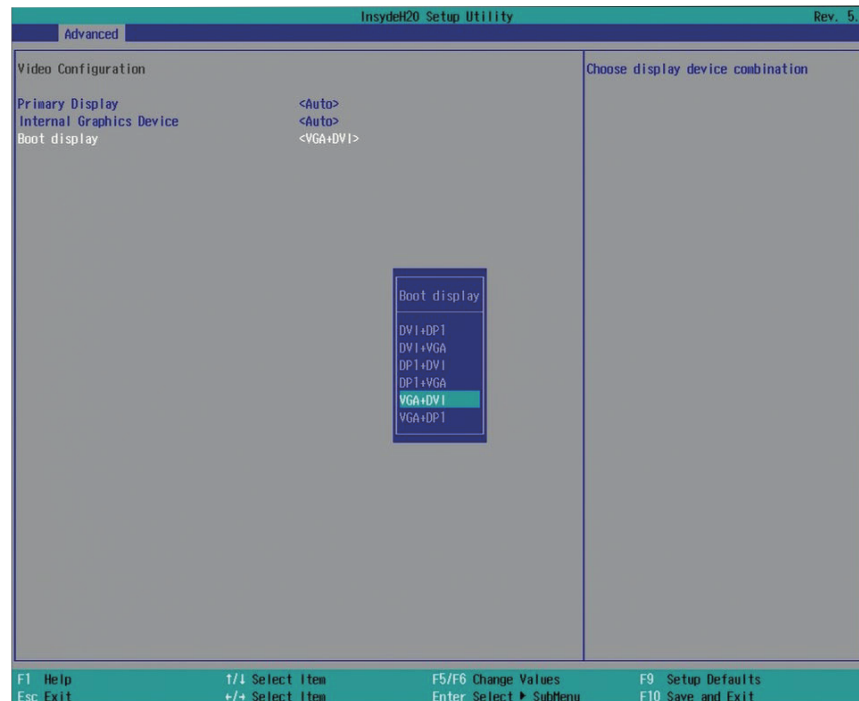 InsydeH20 Setup Utility Rev. 5.
Advanced
Video Configuration
Choose display device combination
Primary Display <Auto>
Internal Graphics Device <Auto>
Boot display <VGA+DVI>
Boot display
DVI+DP1
DVI+VGA
DP1+DVI
DP1+VGA
VGA+DVI
VGA+DP1
F1 Help ↑/↓ Select Item F5/F6 Change Values F9 Setup Defaults
Esc Exit ←/→ Select Item Enter Select ▶ SubMenu F10 Save and Exit